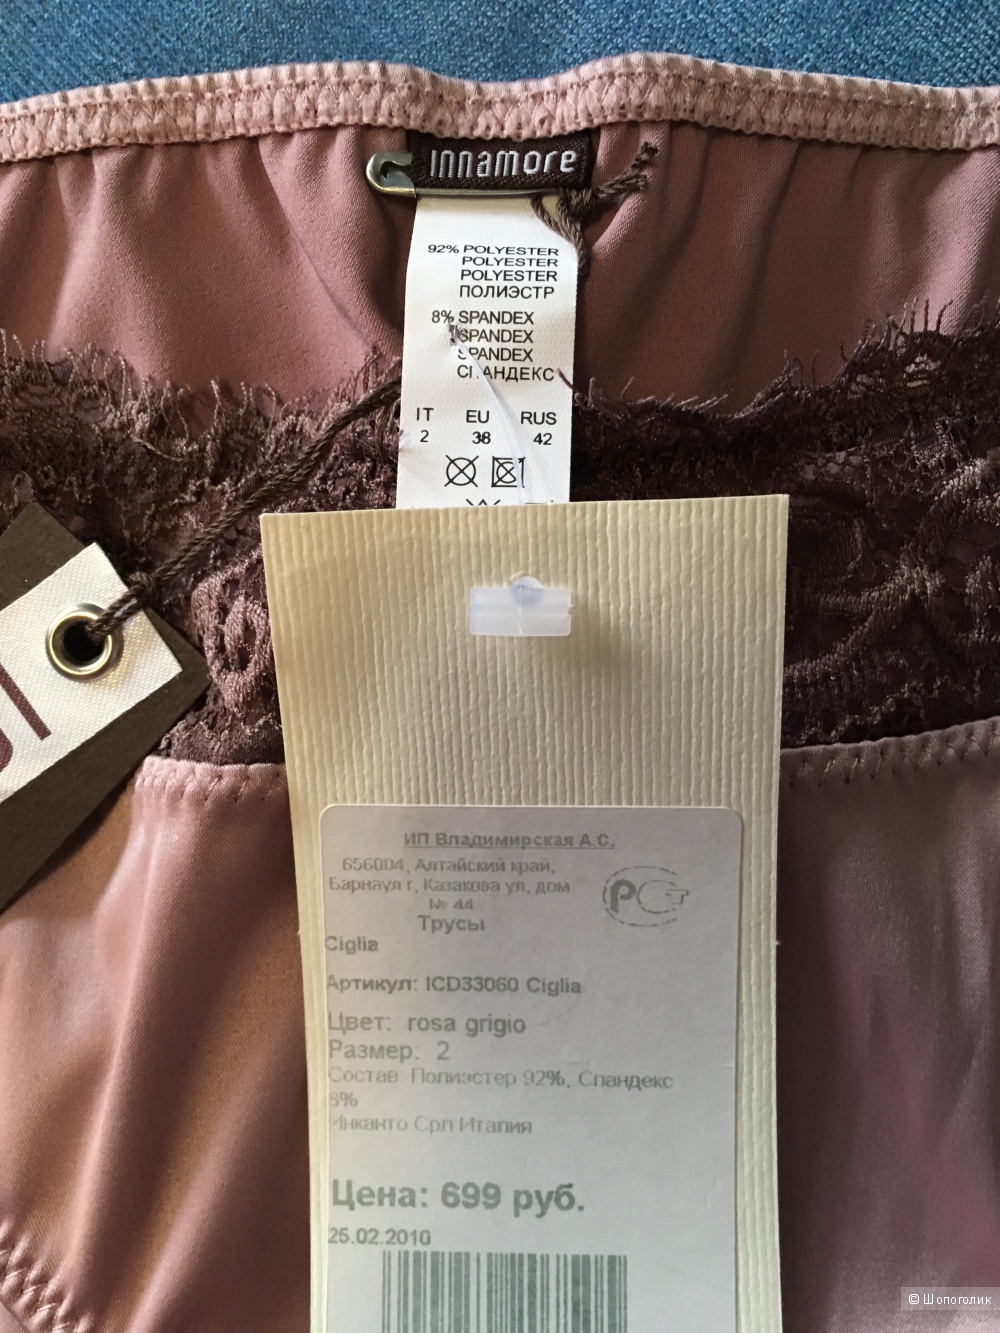 Innamore
92% POLYESTER
POLYESTER
POLYESTER
ПОЛИЭСТР
8% SPANDEX
SPANDEX
SPANDEX
СПАНДЕКС
IT EU RUS
2 38 42
ИП Владимирская А.С.
656004, Алтайский край,
Барнаул г, Казакова ул, дом
№ 44
Трусы
Ciglia
Артикул: ICD33060 Ciglia
Цвет: rosa grigio
Размер: 2
Состав: Полиэстер 92%, Спандекс
8%
Инканто Срл Италия
Цена: 699 руб.
25.02.2010
© Шопоголик